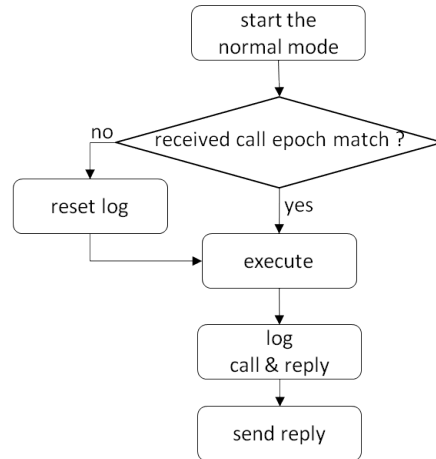 start the
normal mode
received call epoch match ?
no
yes
reset log
execute
log
call & reply
send reply